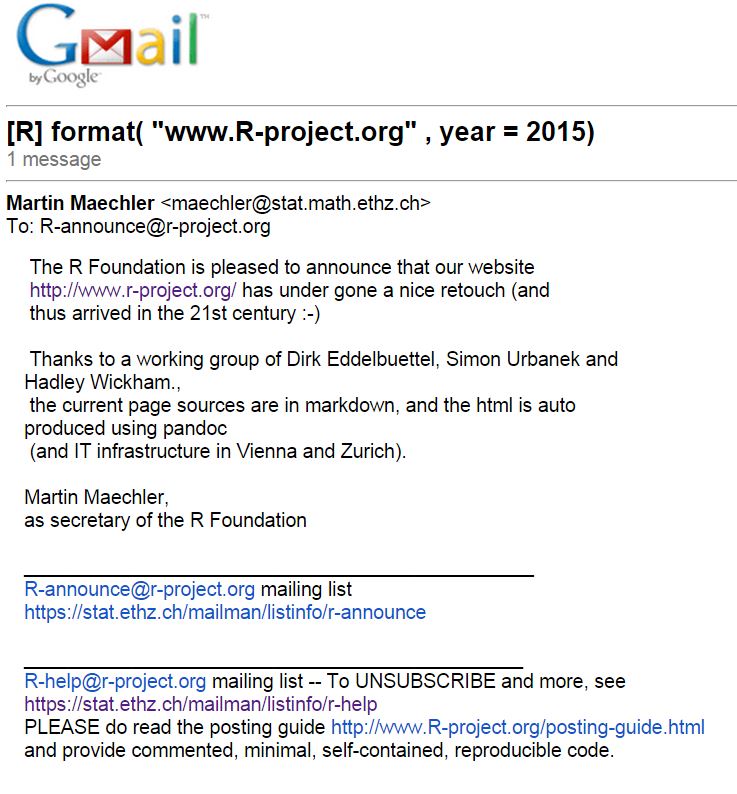 Gmail™
by Google™
[R] format( "www.R-project.org" , year = 2015)
1 message
Martin Maechler <maechler@stat.math.ethz.ch>
To: R-announce@r-project.org
The R Foundation is pleased to announce that our website
http://www.r-project.org/ has under gone a nice retouch (and
thus arrived in the 21st century :-)
Thanks to a working group of Dirk Eddelbuettel, Simon Urbanek and
Hadley Wickham.,
the current page sources are in markdown, and the html is auto
produced using pandoc
(and IT infrastructure in Vienna and Zurich).
Martin Maechler,
as secretary of the R Foundation
R-announce@r-project.org mailing list
https://stat.ethz.ch/mailman/listinfo/r-announce
R-help@r-project.org mailing list -- To UNSUBSCRIBE and more, see
https://stat.ethz.ch/mailman/listinfo/r-help
PLEASE do read the posting guide http://www.R-project.org/posting-guide.html
and provide commented, minimal, self-contained, reproducible code.